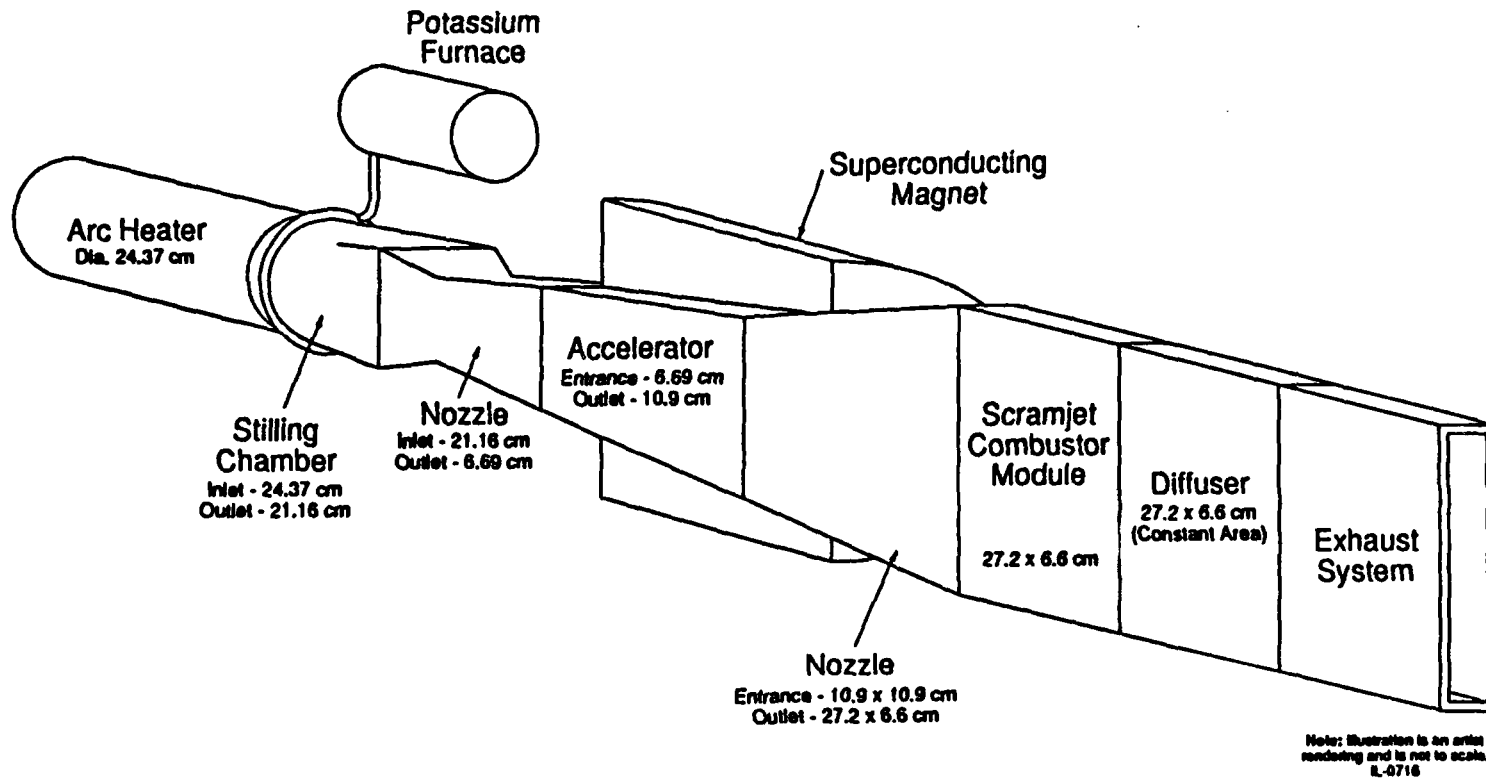 Potassium
Furnace
Superconducting
Magnet
Arc Heater
Dia. 24.37 cm
Accelerator
Entrance - 6.69 cm
Outlet - 10.9 cm
Stilling
Chamber
Inlet - 24.37 cm
Outlet - 21.16 cm
Nozzle
Inlet - 21.16 cm
Outlet - 6.69 cm
Scramjet
Combustor
Module
27.2 x 6.6 cm
Diffuser
27.2 x 6.6 cm
(Constant Area)
Exhaust
System
Nozzle
Entrance - 10.9 x 10.9 cm
Outlet - 27.2 x 6.6 cm
Note: Illustration is an artist
rendering and is not to scale.
IL-0716